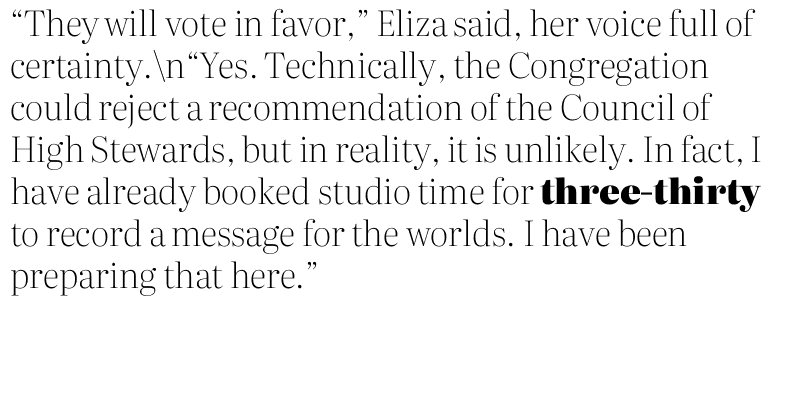 “They will vote in favor,” Eliza said, her voice full of
certainty.\n“Yes. Technically, the Congregation
could reject a recommendation of the Council of
High Stewards, but in reality, it is unlikely. In fact, I
have already booked studio time for three-thirty
to record a message for the worlds. I have been
preparing that here.”